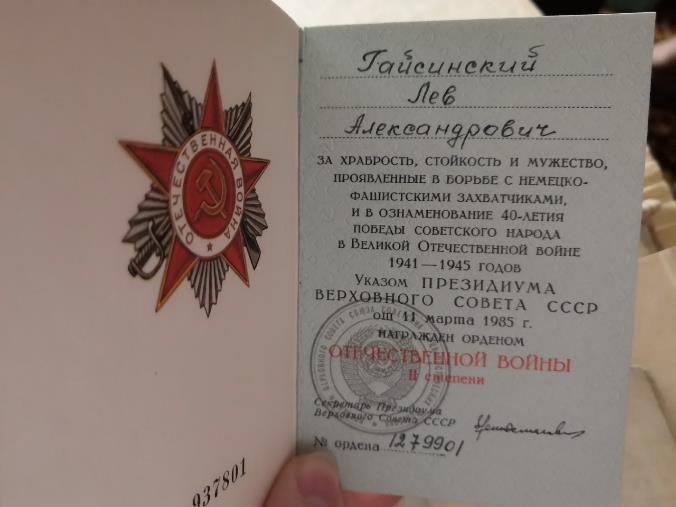 ОТЕЧЕСТВЕННАЯ ВОЙНА
937801
Гайсинский
Лев
Александрович
ЗА ХРАБРОСТЬ, СТОЙКОСТЬ И МУЖЕСТВО,
ПРОЯВЛЕННЫЕ В БОРЬБЕ С НЕМЕЦКО-
ФАШИСТСКИМИ ЗАХВАТЧИКАМИ,
И В ОЗНАМЕНОВАНИЕ 40-ЛЕТИЯ
ПОБЕДЫ СОВЕТСКОГО НАРОДА
В ВЕЛИКОЙ ОТЕЧЕСТВЕННОЙ ВОЙНЕ
1941—1945 ГОДОВ
УКАЗОМ ПРЕЗИДИУМА
ВЕРХОВНОГО СОВЕТА СССР
от 11 марта 1985 г.
НАГРАЖДЕН ОРДЕНОМ
ОТЕЧЕСТВЕННОЙ ВОЙНЫ
II степени
Секретарь Президиума
Верховного Совета СССР
№ ордена 1279901